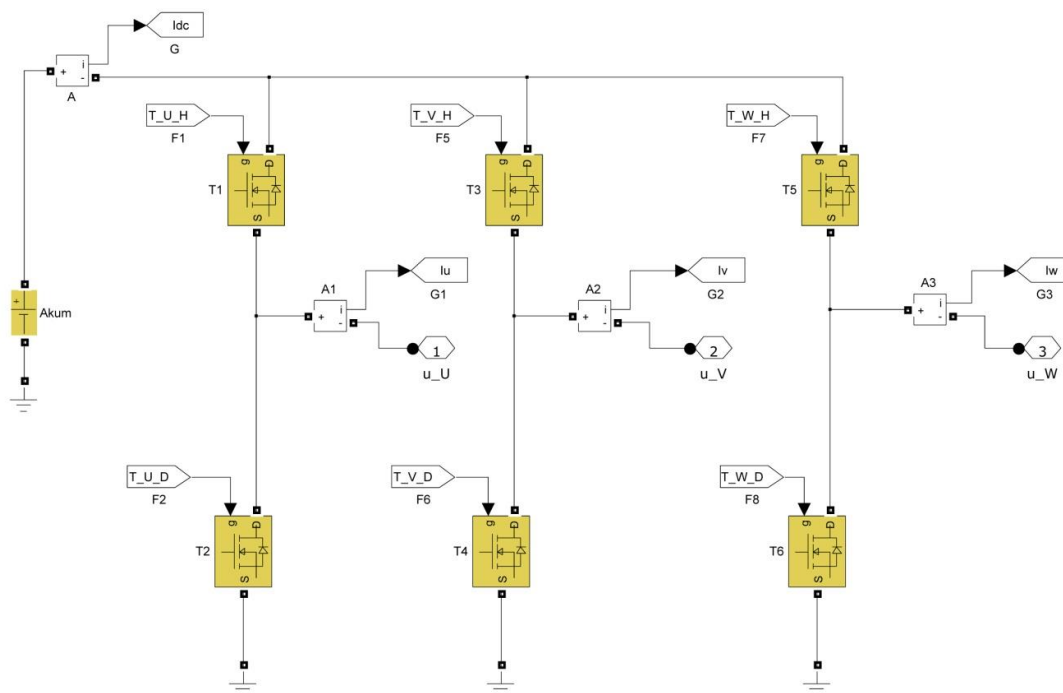 Idc
G
i
+
-
A
T_U_H
F1
T_V_H
F5
T_W_H
F7
g
D
S
T1
g
D
S
T3
g
D
S
T5
Iu
G1
Iv
G2
Iw
G3
A1
i
+
-
A2
i
+
-
A3
i
+
-
+
Akum
1
u_U
2
u_V
3
u_W
T_U_D
F2
T_V_D
F6
T_W_D
F8
g
D
S
T2
g
D
S
T4
g
D
S
T6